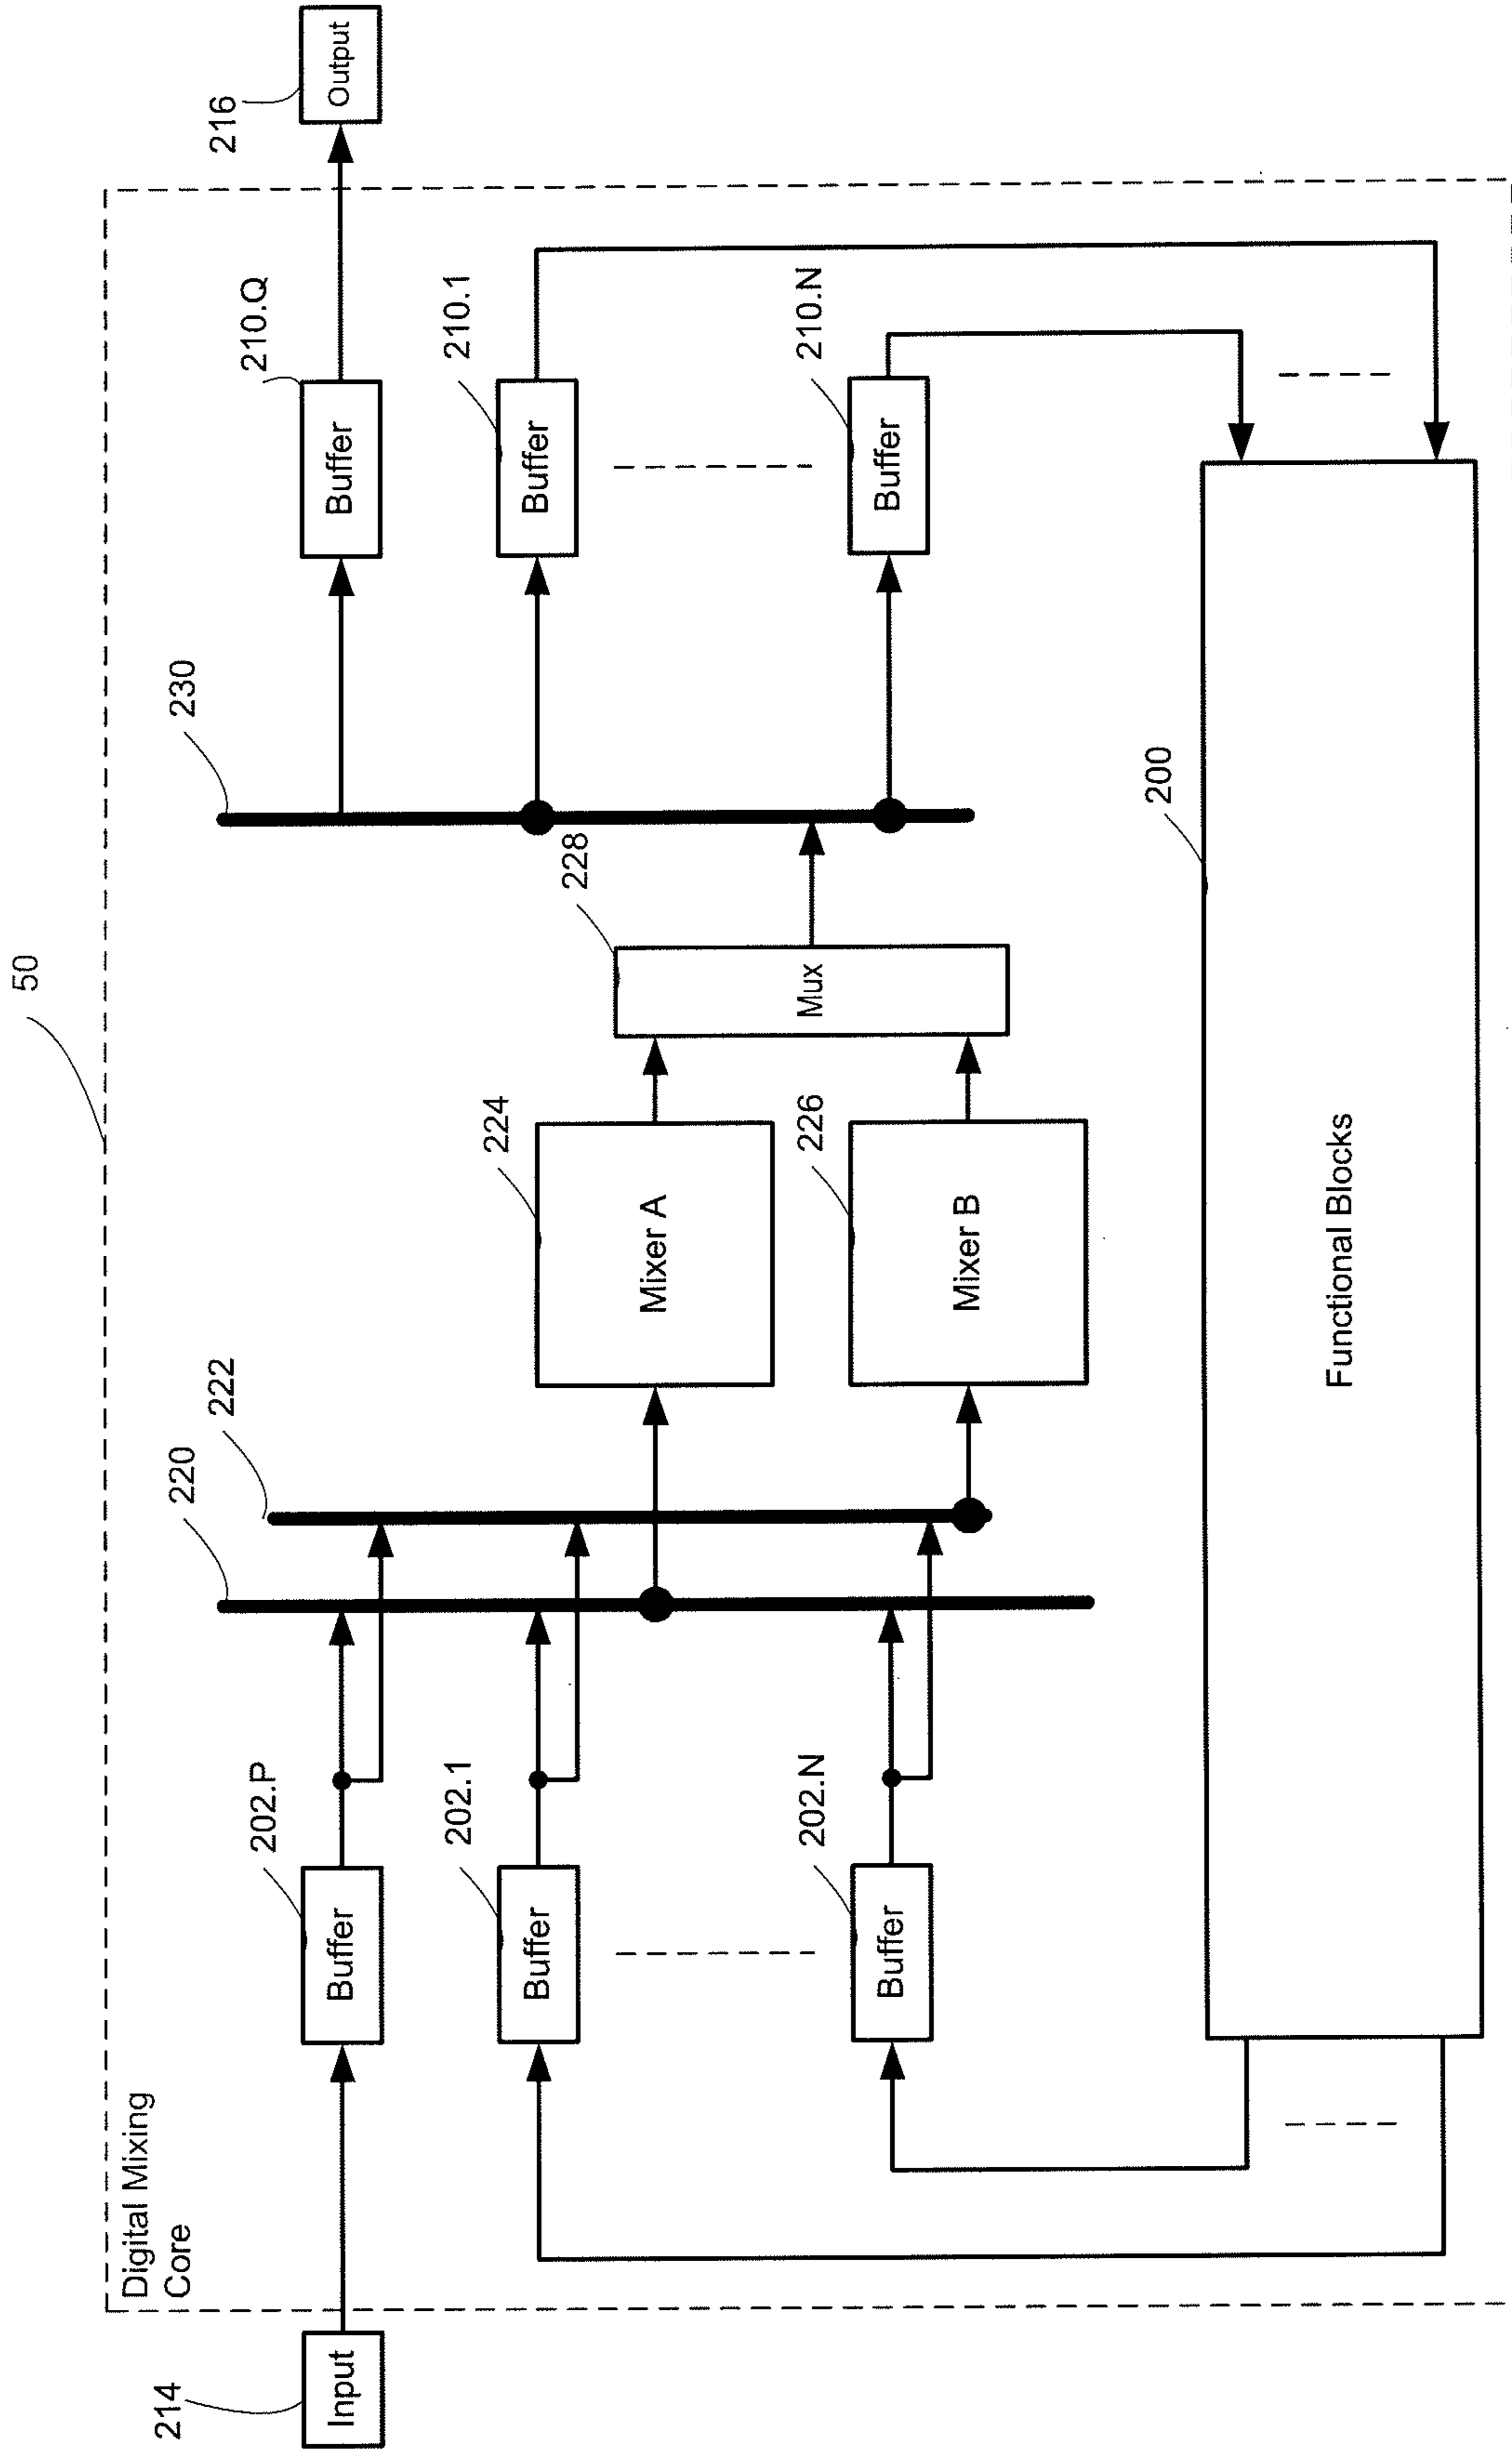 50
Digital Mixing
Core
214
Input
202.P
Buffer
220
222
230
210.Q
Buffer
216
Output
202.1
Buffer
224
Mixer A
228
Mux
210.1
Buffer
202.N
Buffer
226
Mixer B
210.N
Buffer
200
Functional Blocks